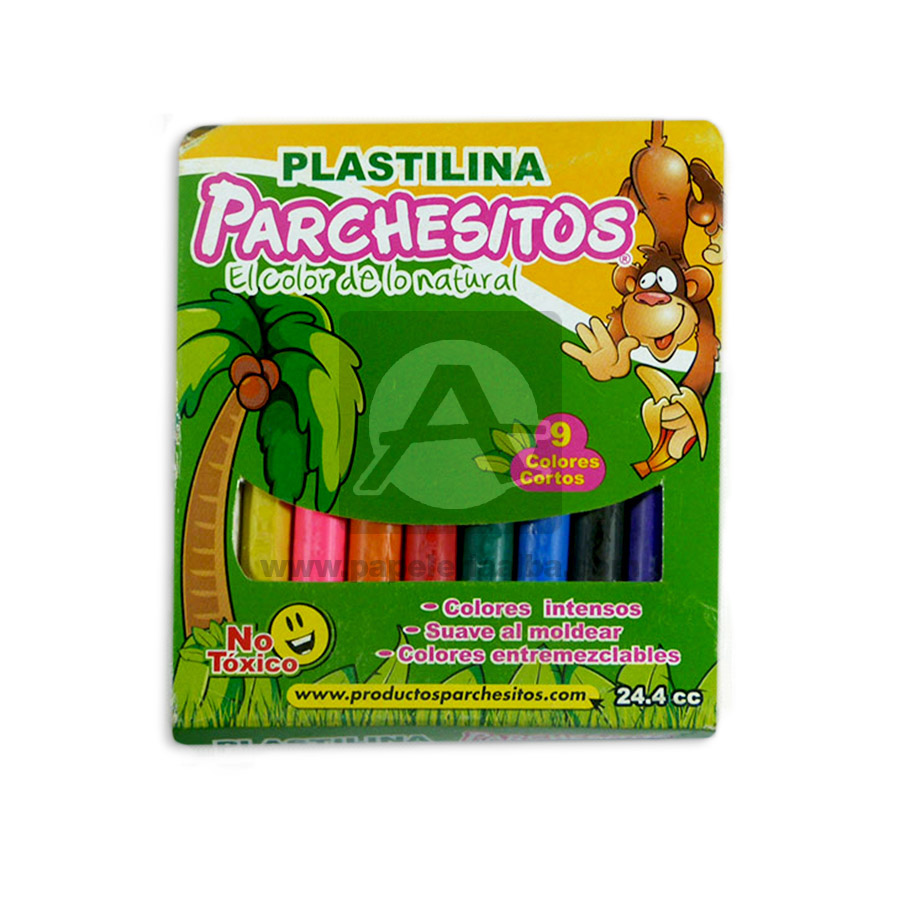 PLASTILINA
PARCHESITOS®
El color de lo natural
A
9
Colores
Cortos
- Colores intensos
- Suave al moldear
- Colores entremezclables
No
Tóxico
www.productosparchesitos.com
24.4 cc
PLASTILINA